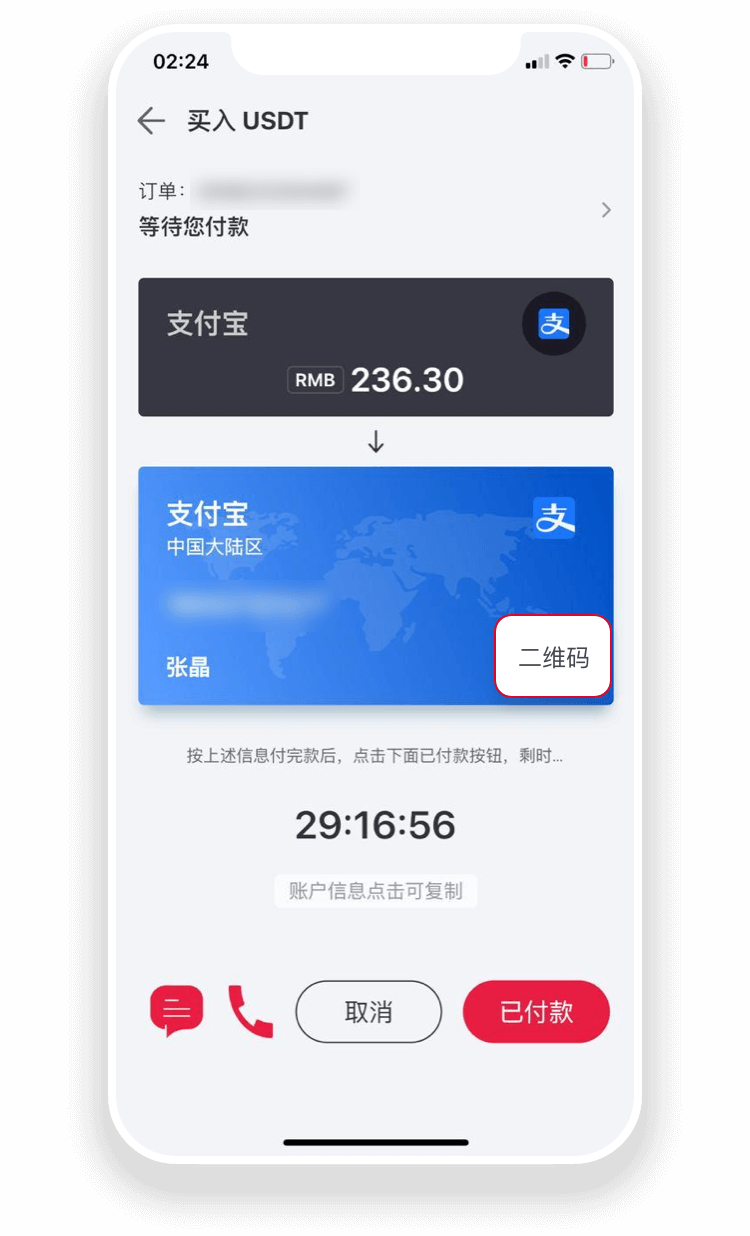 02:24
买入 USDT
订单：
等待您付款
支付宝
支
RMB 236.30
支付宝
支
中国大陆区
二维码
张晶
按上述信息付完款后，点击下面已付款按钮，剩时...
29:16:56
账户信息点击可复制
取消
已付款